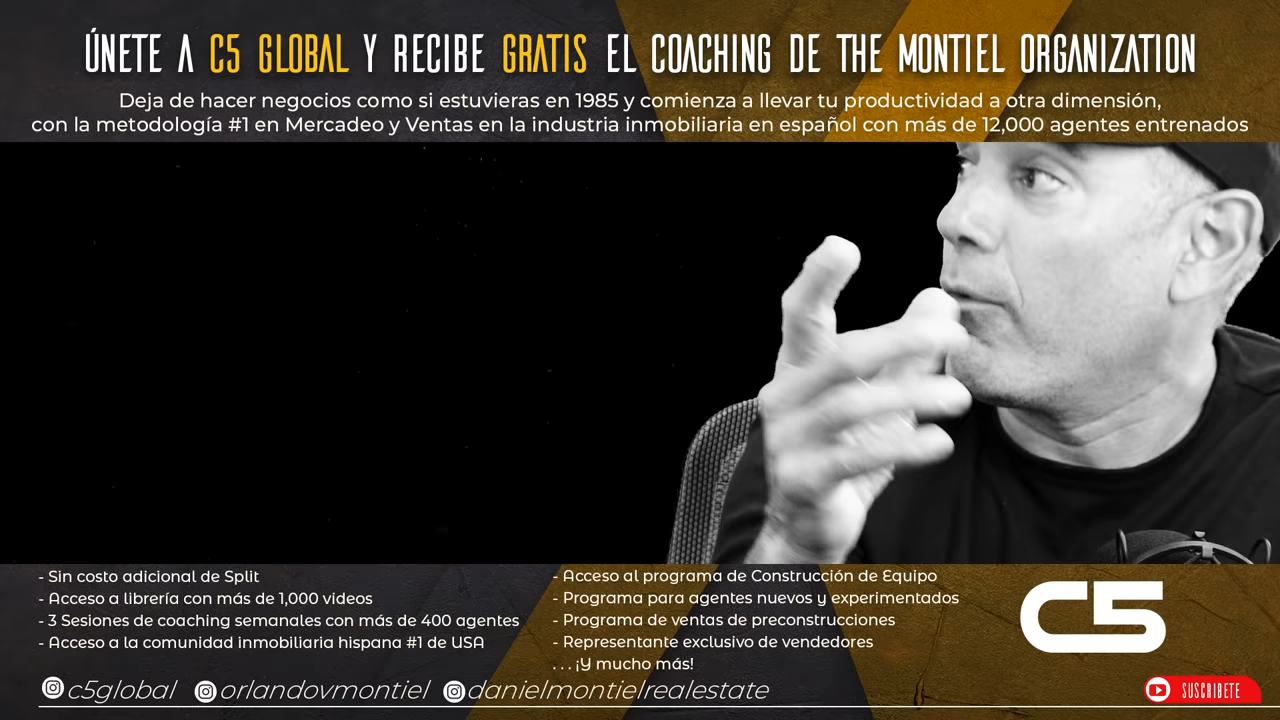 ÚNETE A C5 GLOBAL Y RECIBE GRATIS EL COACHING DE THE MONTIEL ORGANIZATION
Deja de hacer negocios como si estuvieras en 1985 y comienza a llevar tu productividad a otra dimensión,
con la metodología #1 en Mercadeo y Ventas en la industria inmobiliaria en español con más de 12,000 agentes entrenados
- Sin costo adicional de Split
- Acceso a librería con más de 1,000 videos
- 3 Sesiones de coaching semanales con más de 400 agentes
- Acceso a la comunidad inmobiliaria hispana #1 de USA
- Acceso al programa de Construcción de Equipo
- Programa para agentes nuevos y experimentados
- Programa de ventas de preconstrucciones
- Representante exclusivo de vendedores
. . . ¡Y mucho más!
C5
c5global orlandovmontiel danielmontielrealestate
SUSCRIBETE